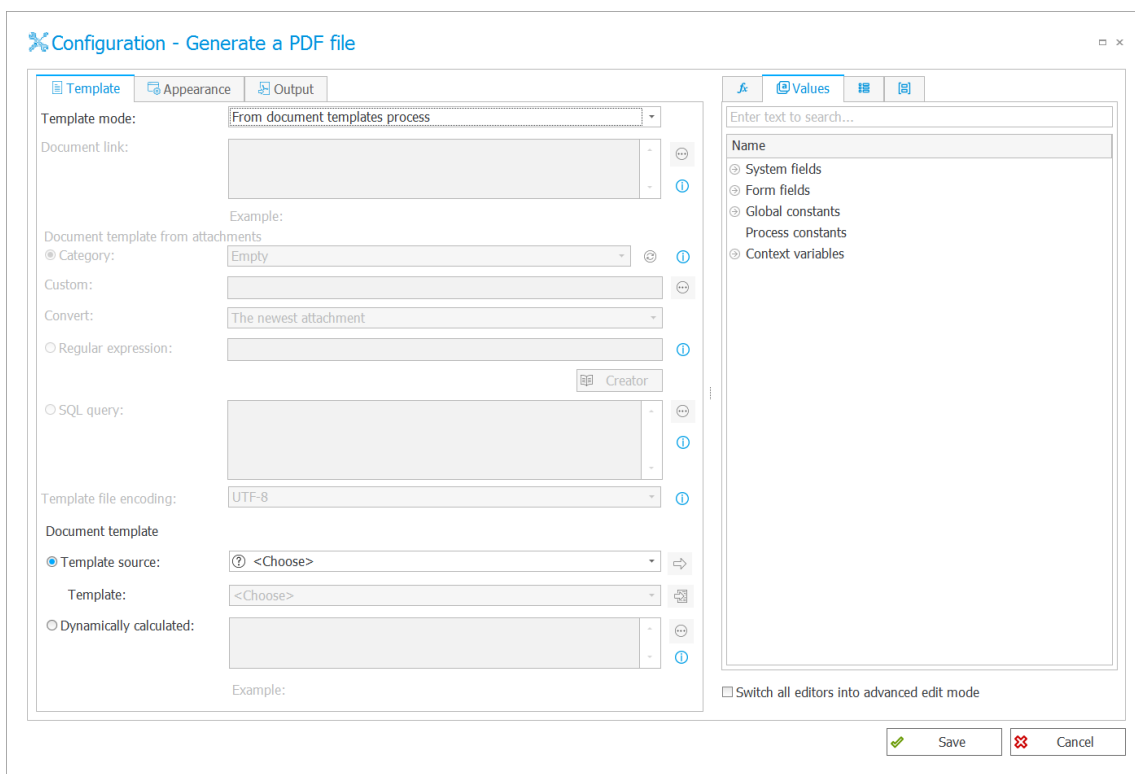 Configuration - Generate a PDF file
Template
Appearance
Output
Template mode:
From document templates process
Document link:
Example:
Document template from attachments
Category:
Empty
Custom:
Convert:
The newest attachment
Regular expression:
Creator
SQL query:
Template file encoding:
UTF-8
Document template
Template source:
<Choose>
Template:
<Choose>
Dynamically calculated:
Example:
fx
Values
Enter text to search...
Name
System fields
Form fields
Global constants
Process constants
Context variables
Switch all editors into advanced edit mode
Save
Cancel